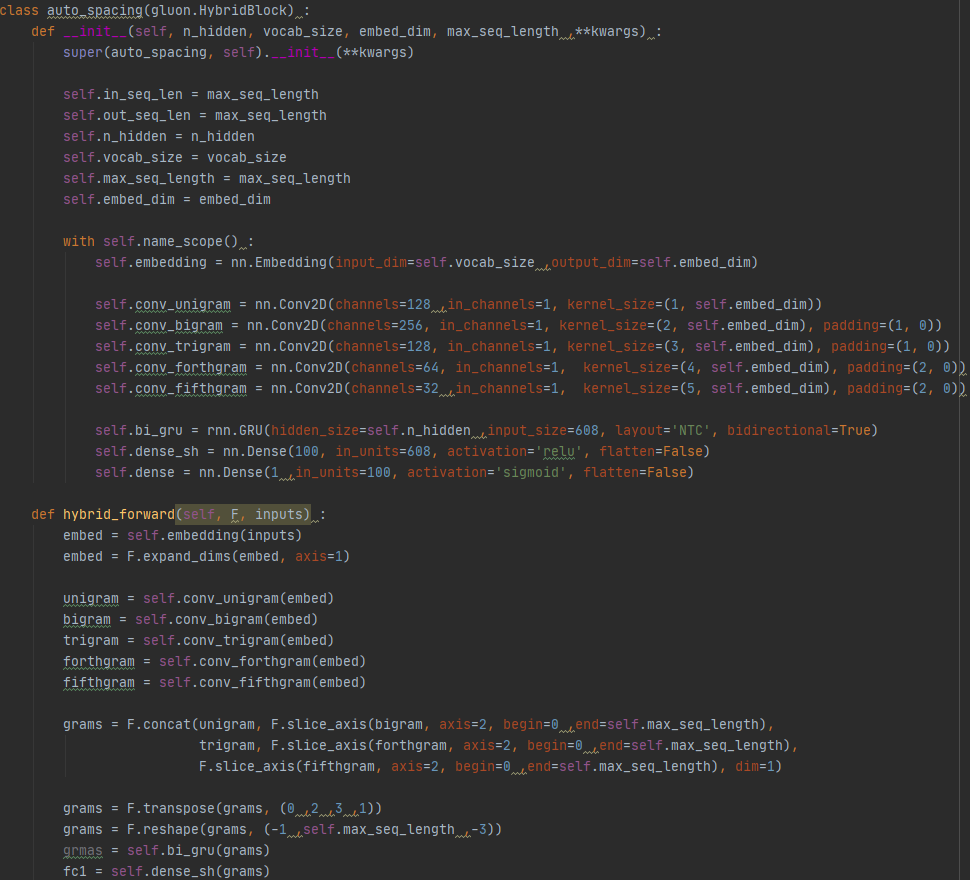 class auto_spacing(gluon.HybridBlock) :
    def __init__(self, n_hidden, vocab_size, embed_dim, max_seq_length ,**kwargs) :
        super(auto_spacing, self).__init__(**kwargs)

        self.in_seq_len = max_seq_length
        self.out_seq_len = max_seq_length
        self.n_hidden = n_hidden
        self.vocab_size = vocab_size
        self.max_seq_length = max_seq_length
        self.embed_dim = embed_dim

        with self.name_scope() :
            self.embedding = nn.Embedding(input_dim=self.vocab_size ,output_dim=self.embed_dim)

            self.conv_unigram = nn.Conv2D(channels=128 ,in_channels=1, kernel_size=(1, self.embed_dim))
            self.conv_bigram = nn.Conv2D(channels=256, in_channels=1, kernel_size=(2, self.embed_dim), padding=(1, 0))
            self.conv_trigram = nn.Conv2D(channels=128, in_channels=1, kernel_size=(3, self.embed_dim), padding=(1, 0))
            self.conv_forthgram = nn.Conv2D(channels=64, in_channels=1,  kernel_size=(4, self.embed_dim), padding=(2, 0))
            self.conv_fifthgram = nn.Conv2D(channels=32 ,in_channels=1,  kernel_size=(5, self.embed_dim), padding=(2, 0))

            self.bi_gru = rnn.GRU(hidden_size=self.n_hidden ,input_size=608, layout='NTC', bidirectional=True)
            self.dense_sh = nn.Dense(100, in_units=608, activation='relu', flatten=False)
            self.dense = nn.Dense(1 ,in_units=100, activation='sigmoid', flatten=False)

    def hybrid_forward(self, F, inputs) :
        embed = self.embedding(inputs)
        embed = F.expand_dims(embed, axis=1)

        unigram = self.conv_unigram(embed)
        bigram = self.conv_bigram(embed)
        trigram = self.conv_trigram(embed)
        forthgram = self.conv_forthgram(embed)
        fifthgram = self.conv_fifthgram(embed)

        grams = F.concat(unigram, F.slice_axis(bigram, axis=2, begin=0 ,end=self.max_seq_length),
                         trigram, F.slice_axis(forthgram, axis=2, begin=0 ,end=self.max_seq_length),
                         F.slice_axis(fifthgram, axis=2, begin=0 ,end=self.max_seq_length), dim=1)

        grams = F.transpose(grams, (0 ,2 ,3 ,1))
        grams = F.reshape(grams, (-1 ,self.max_seq_length ,-3))
        grmas = self.bi_gru(grams)
        fc1 = self.dense_sh(grams)